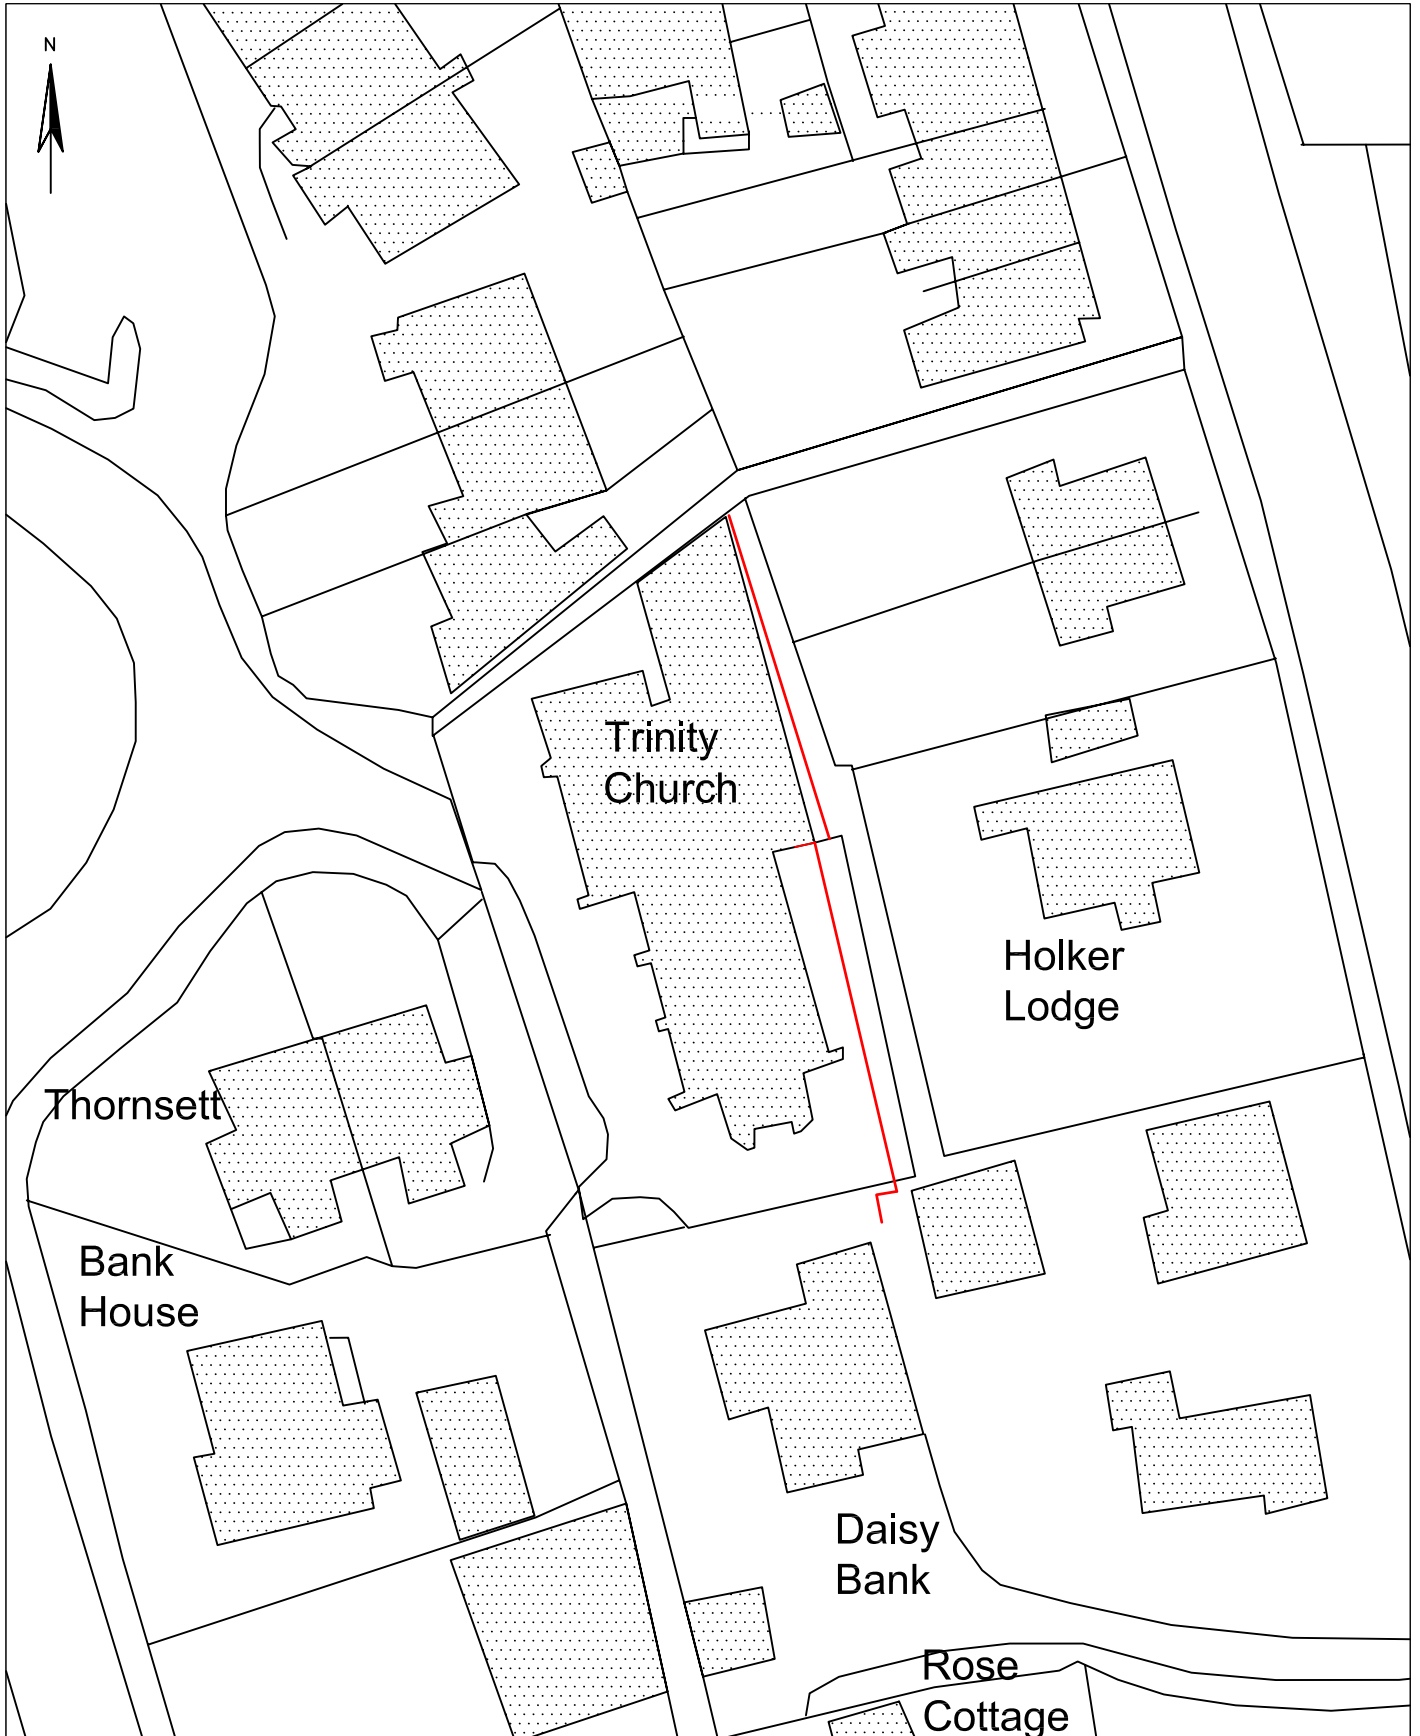 N
Trinity
Church
Holker
Lodge
Thornsett
Bank
House
Daisy
Bank
Rose
Cottage